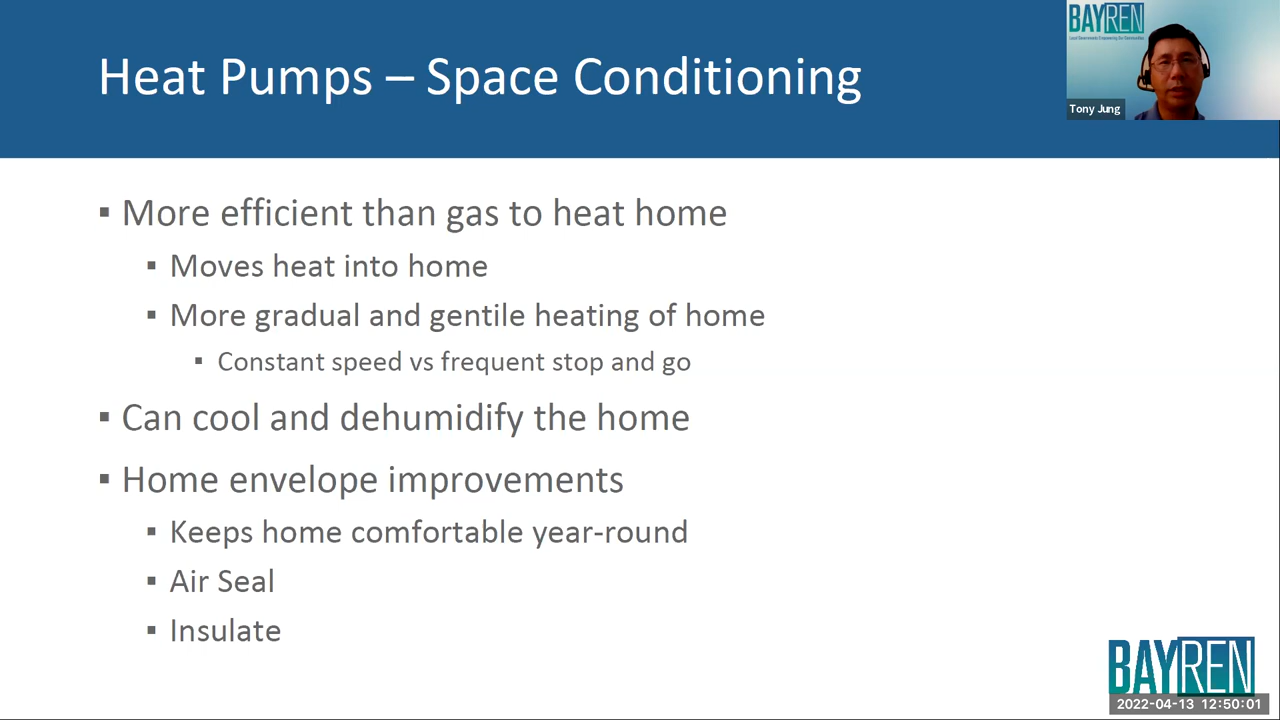 Heat Pumps – Space Conditioning
BAYREN
Tony Jung
▪ More efficient than gas to heat home
▪ Moves heat into home
▪ More gradual and gentile heating of home
▪ Constant speed vs frequent stop and go
▪ Can cool and dehumidify the home
▪ Home envelope improvements
▪ Keeps home comfortable year-round
▪ Air Seal
▪ Insulate
BAYREN
2022-04-13 12:50:01